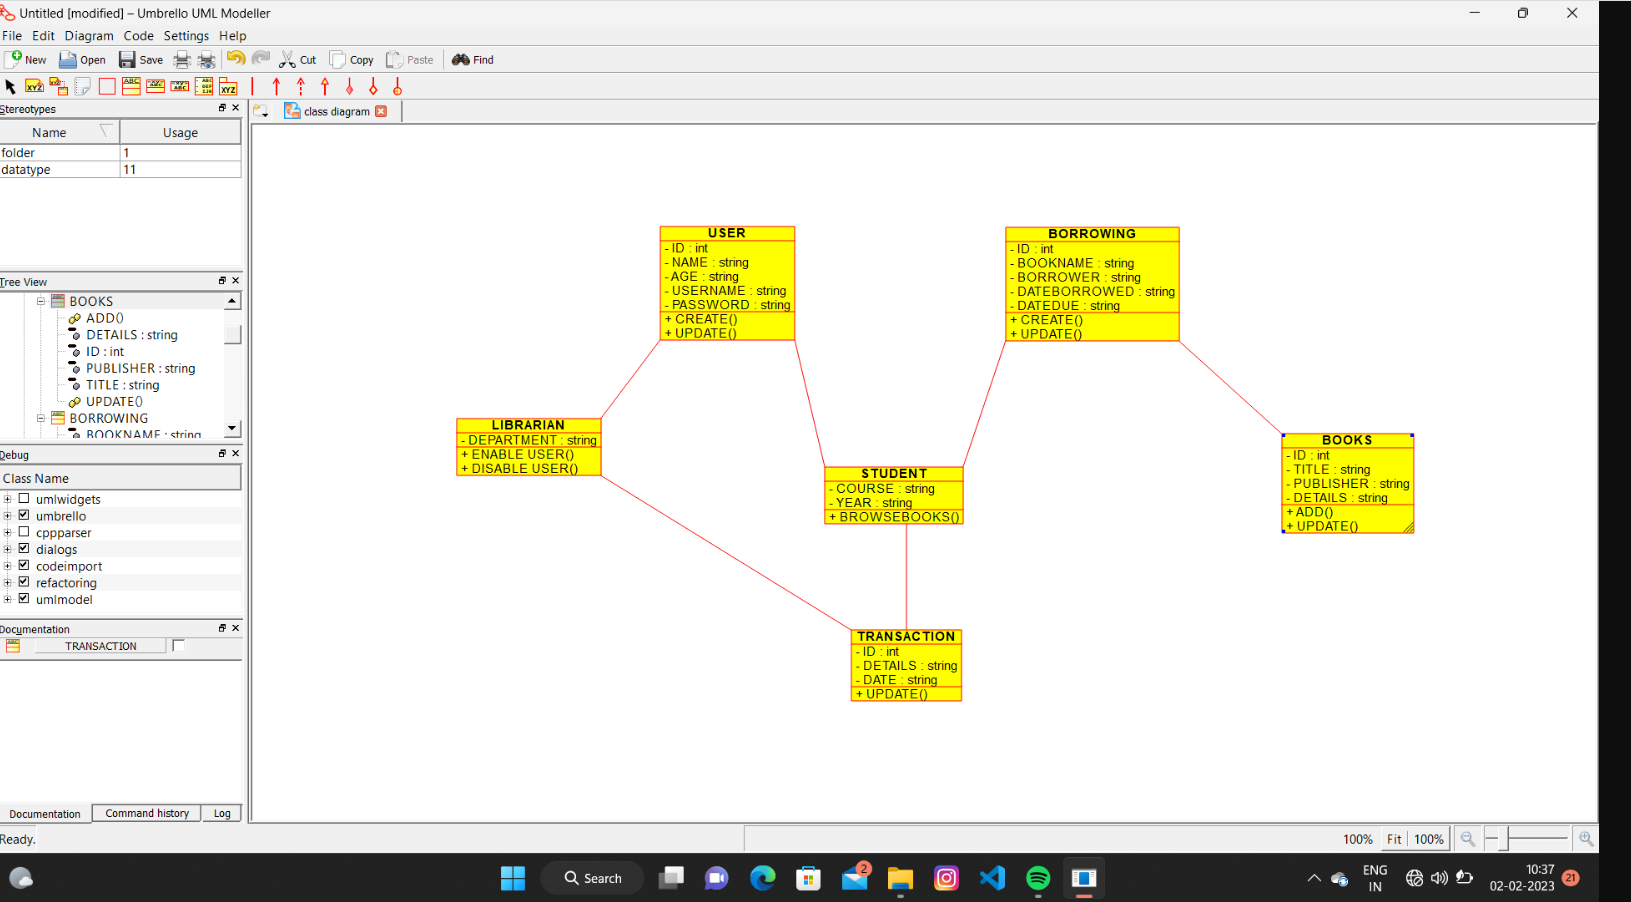 Untitled [modified] – Umbrello UML Modeller
File Edit Diagram Code Settings Help
New Open Save Cut Copy Paste Find
Stereotypes
Name Usage
folder 1
datatype 11
Tree View
BOOKS
ADD()
DETAILS : string
ID : int
PUBLISHER : string
TITLE : string
UPDATE()
BORROWING
BOOKNAME : string
Debug
Class Name
umlwidgets
umbrello
cppparser
dialogs
codeimport
refactoring
umlmodel
Documentation
TRANSACTION
Documentation Command history Log
Ready.
class diagram
USER
- ID : int
- NAME : string
- AGE : string
- USERNAME : string
- PASSWORD : string
+ CREATE()
+ UPDATE()
BORROWING
- ID : int
- BOOKNAME : string
- BORROWER : string
- DATEBORROWED : string
- DATEDUE : string
+ CREATE()
+ UPDATE()
LIBRARIAN
- DEPARTMENT : string
+ ENABLE USER()
+ DISABLE USER()
STUDENT
- COURSE : string
- YEAR : string
+ BROWSEBOOKS()
BOOKS
- ID : int
- TITLE : string
- PUBLISHER : string
- DETAILS : string
+ ADD()
+ UPDATE()
TRANSACTION
- ID : int
- DETAILS : string
- DATE : string
+ UPDATE()
100% Fit 100%
Search
2
ENG
IN
10:37
02-02-2023
21